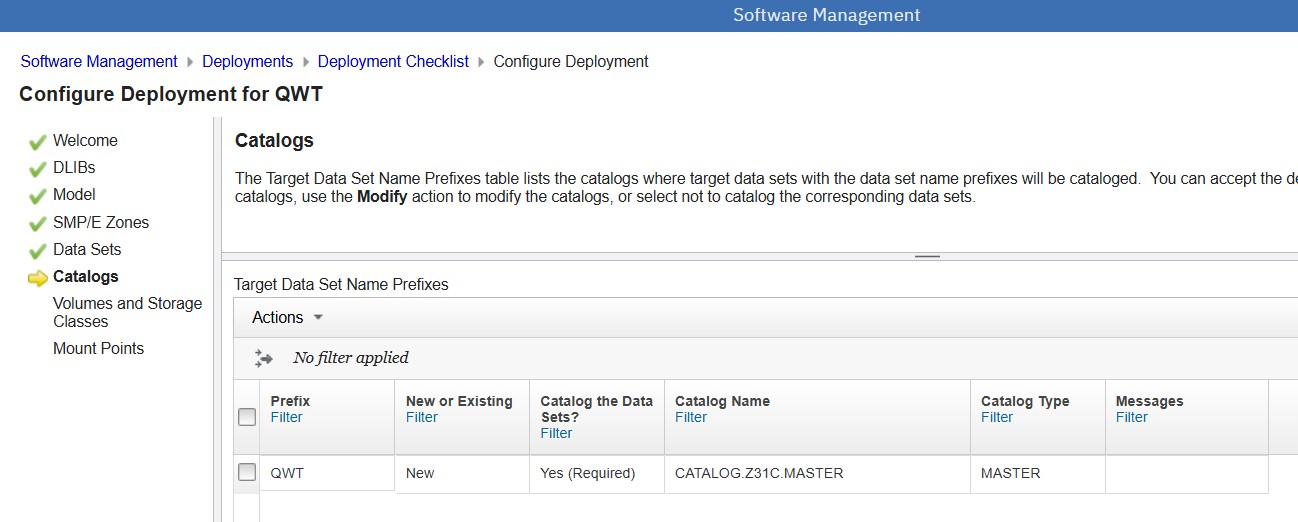 Software Management
Software Management Deployments Deployment Checklist Configure Deployment
Configure Deployment for QWT
Welcome
DLIBs
Model
SMP/E Zones
Data Sets
Catalogs
Volumes and Storage
Classes
Mount Points
Catalogs
The Target Data Set Name Prefixes table lists the catalogs where target data sets with the data set name prefixes will be cataloged. You can accept the
catalogs, use the Modify action to modify the catalogs, or select not to catalog the corresponding data sets.
Target Data Set Name Prefixes
Actions
No filter applied
Prefix New or Existing Catalog the Data Catalog Name Catalog Type Messages
Filter Filter Sets? Filter Filter Filter
Filter
QWT New Yes (Required) CATALOG.Z31C.MASTER MASTER